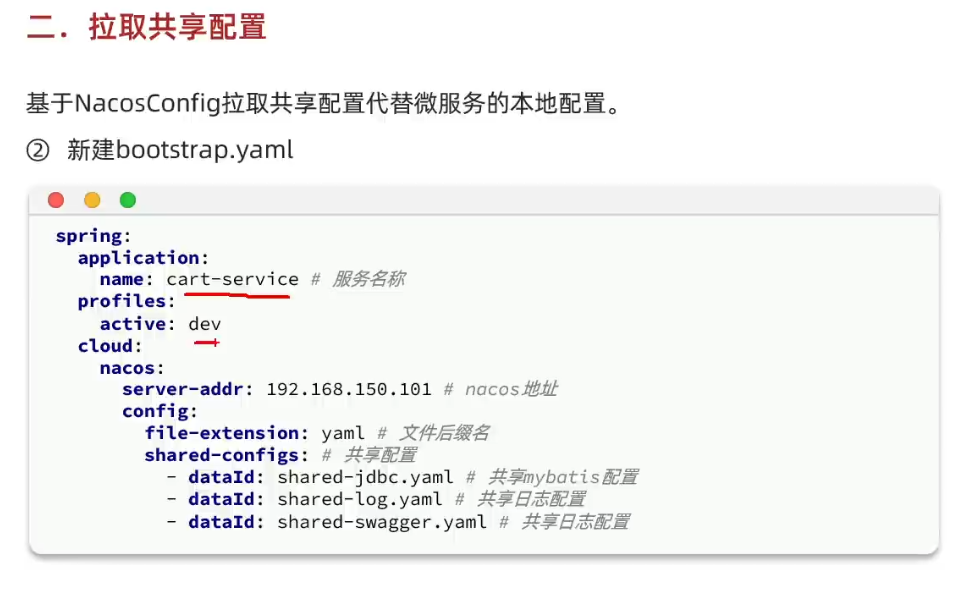 二．拉取共享配置
基于NacosConfig拉取共享配置代替微服务的本地配置。
② 新建bootstrap.yaml
spring:
  application:
    name: cart-service # 服务名称
  profiles:
    active: dev
  cloud:
    nacos:
      server-addr: 192.168.150.101 # nacos地址
      config:
        file-extension: yaml # 文件后缀名
        shared-configs: # 共享配置
          - dataId: shared-jdbc.yaml # 共享mybatis配置
          - dataId: shared-log.yaml # 共享日志配置
          - dataId: shared-swagger.yaml # 共享日志配置